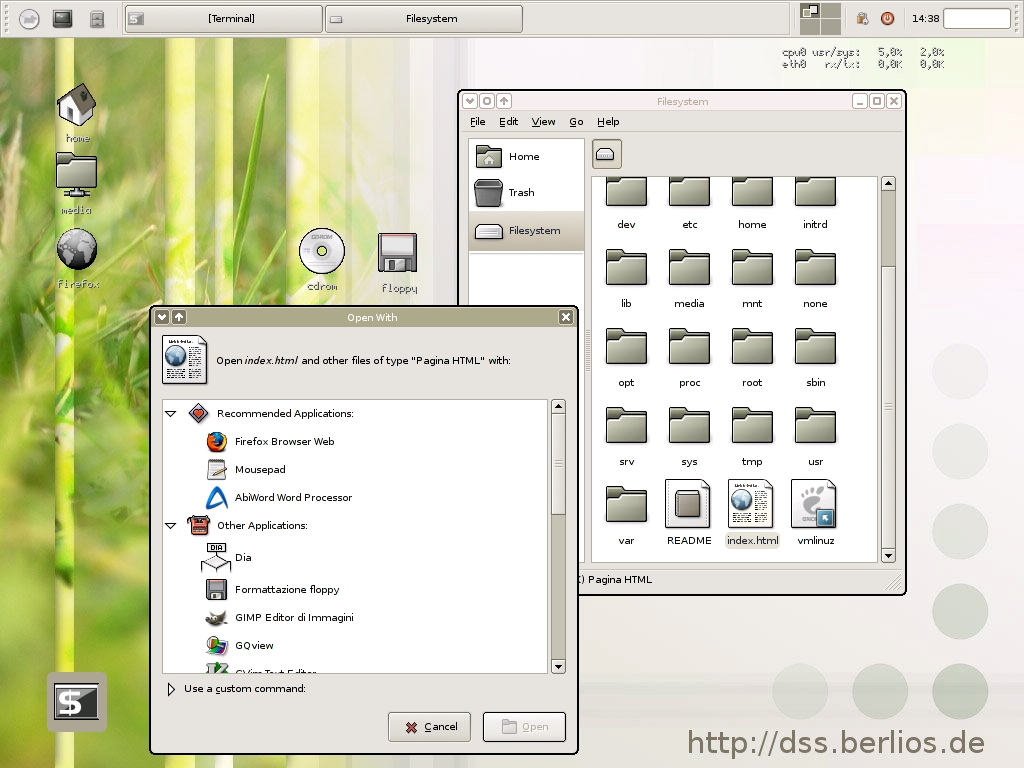 [Terminal]
Filesystem
14:38
cpu0 usr/sys: 5,0% 2,0%
eth0 rx/tx: 0,0K 0,0K
home
media
firefox
cdrom
floppy
Filesystem
File Edit View Go Help
Home
Trash
Filesystem
dev etc home initrd
lib media mnt none
opt proc root sbin
srv sys tmp usr
var README index.html vmlinuz
) Pagina HTML
Open With
Open index.html and other files of type "Pagina HTML" with:
Recommended Applications:
Firefox Browser Web
Mousepad
AbiWord Word Processor
Other Applications:
DIA
Dia
Formattazione floppy
GIMP Editor di Immagini
GQview
GVim Text Editor
Use a custom command:
Cancel Open
$
http://dss.berlios.de